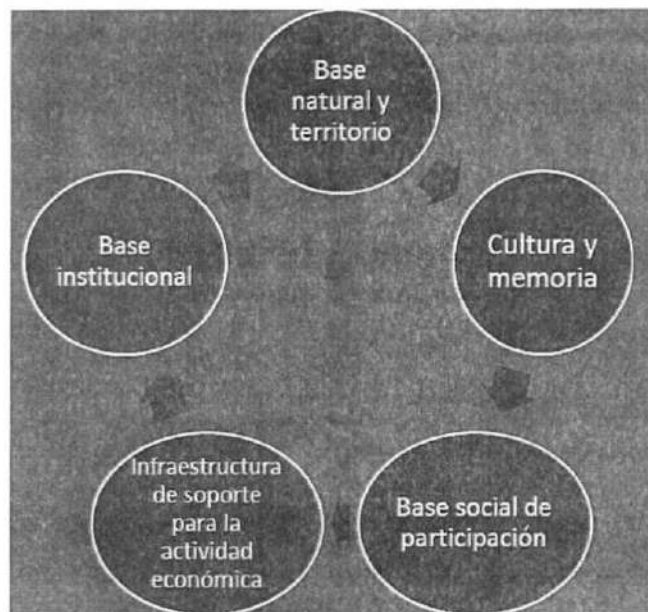 Base
natural y
territorio
Cultura y
memoria
Base social de
participación
Infraestructura
de soporte
para la
actividad
económica
Base
institucional